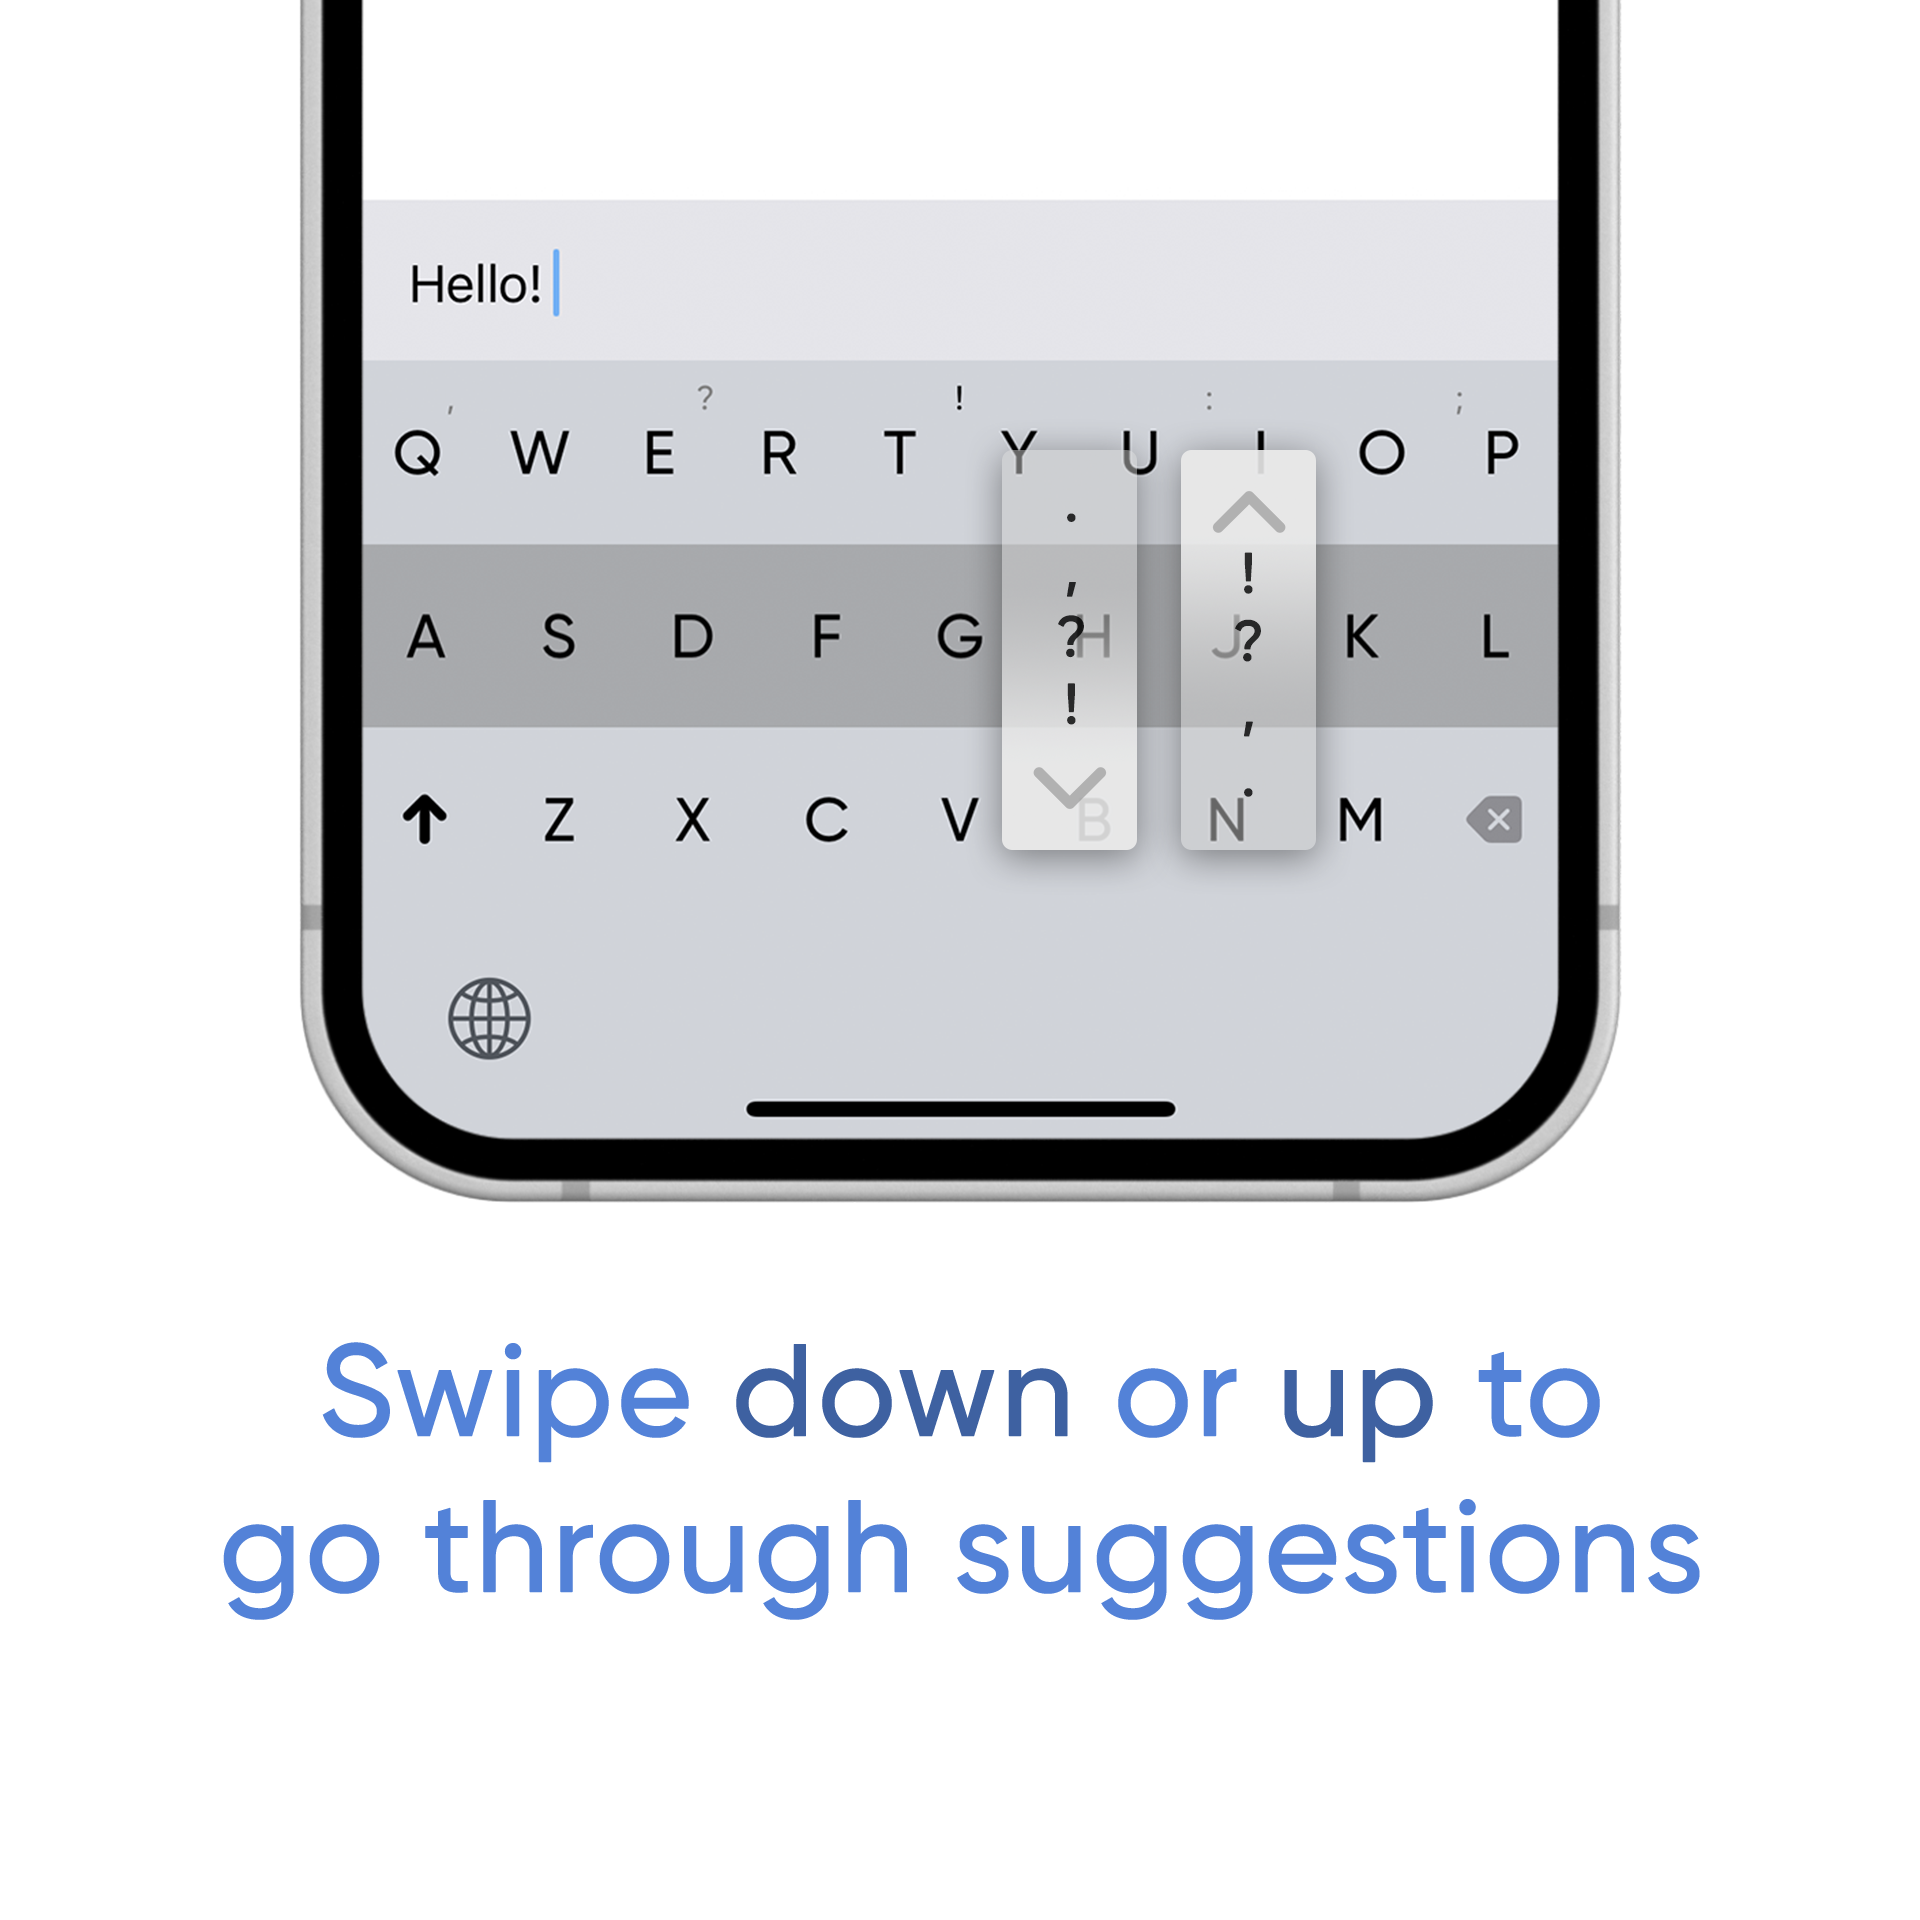 Hello!
, ? ! : ;
Q W E R T Y U I O P
A S D F G H J K L
Z X C V B N M
.
,
?
!
!
?
,
.
Swipe down or up to
go through suggestions